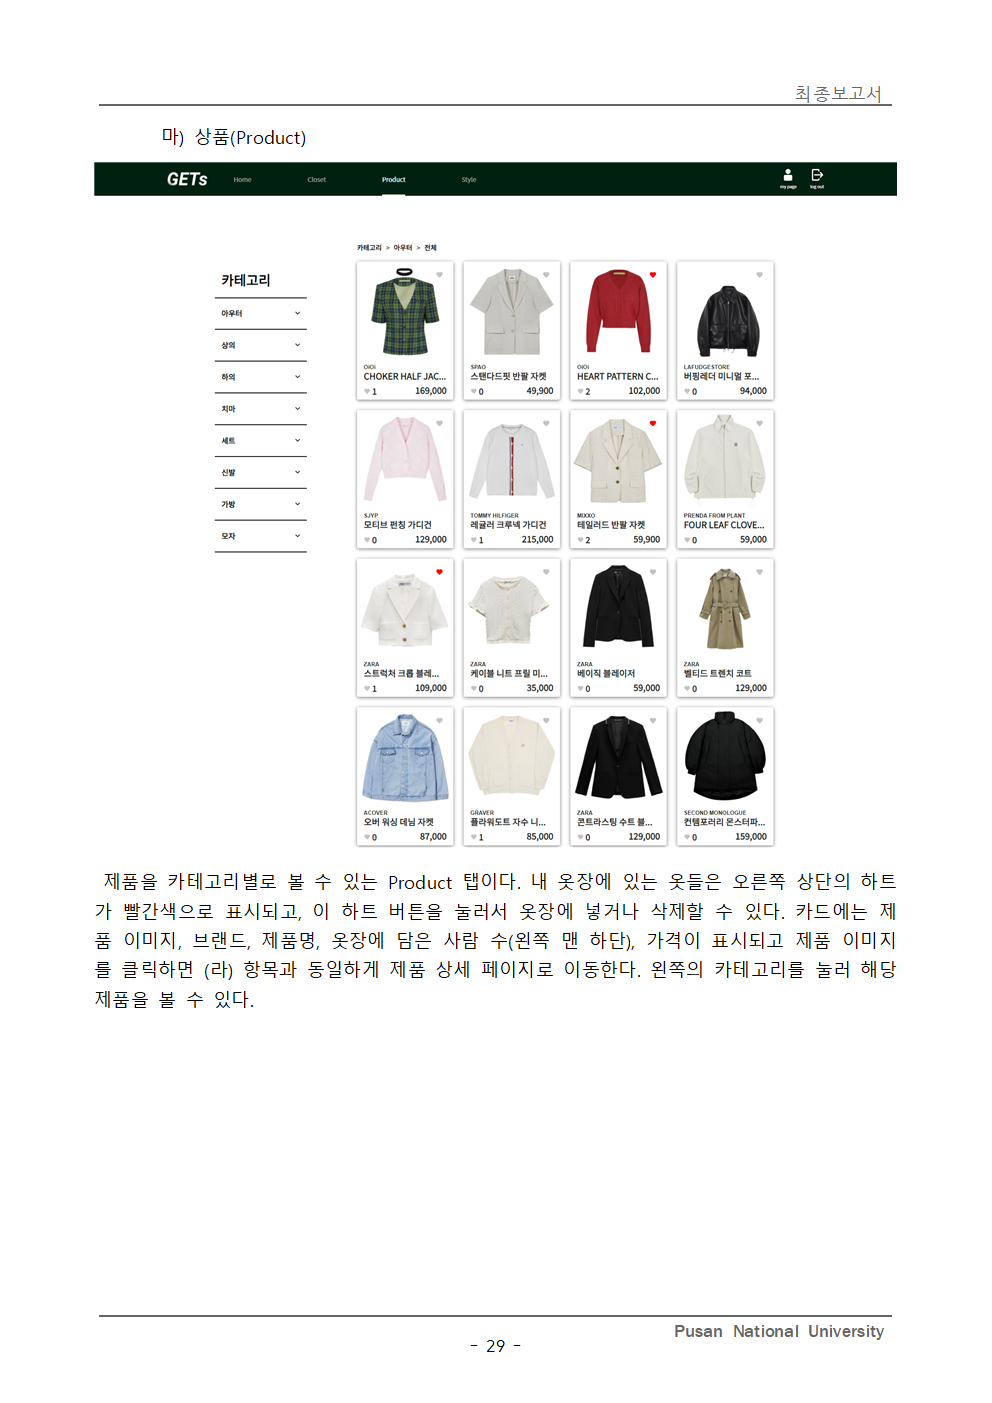 최종보고서
마) 상품(Product)
GETs Home Closet Product Style my page log out
카테고리 > 아우터 > 전체
카테고리
아우터
상의
하의
치마
세트
신발
가방
모자
OiOi
CHOKER HALF JAC...
1 169,000
SPAO
스탠다드핏 반팔 자켓
0 49,900
OiOi
HEART PATTERN C...
2 102,000
LAFUDGESTORE
버핑레더 미니멀 포...
0 94,000
SJYP
모티브 펀칭 가디건
0 129,000
TOMMY HILFIGER
레귤러 크루넥 가디건
1 215,000
MIXXO
테일러드 반팔 자켓
2 59,900
PRENDA FROM PLANT
FOUR LEAF CLOVE...
0 59,000
ZARA
스트럭처 크롭 블레...
1 109,000
ZARA
케이블 니트 프릴 미...
0 35,000
ZARA
베이직 블레이저
0 59,000
ZARA
벨티드 트렌치 코트
0 129,000
ACOVER
오버 워싱 데님 자켓
0 87,000
GRAVER
플라워도트 자수 니...
1 85,000
ZARA
콘트라스팅 수트 블...
0 129,000
SECOND MONOLOGUE
컨템포러리 몬스터파...
0 159,000
제품을 카테고리별로 볼 수 있는 Product 탭이다. 내 옷장에 있는 옷들은 오른쪽 상단의 하트
가 빨간색으로 표시되고, 이 하트 버튼을 눌러서 옷장에 넣거나 삭제할 수 있다. 카드에는 제
품 이미지, 브랜드, 제품명, 옷장에 담은 사람 수(왼쪽 맨 하단), 가격이 표시되고 제품 이미지
를 클릭하면 (라) 항목과 동일하게 제품 상세 페이지로 이동한다. 왼쪽의 카테고리를 눌러 해당
제품을 볼 수 있다.
Pusan National University
- 29 -